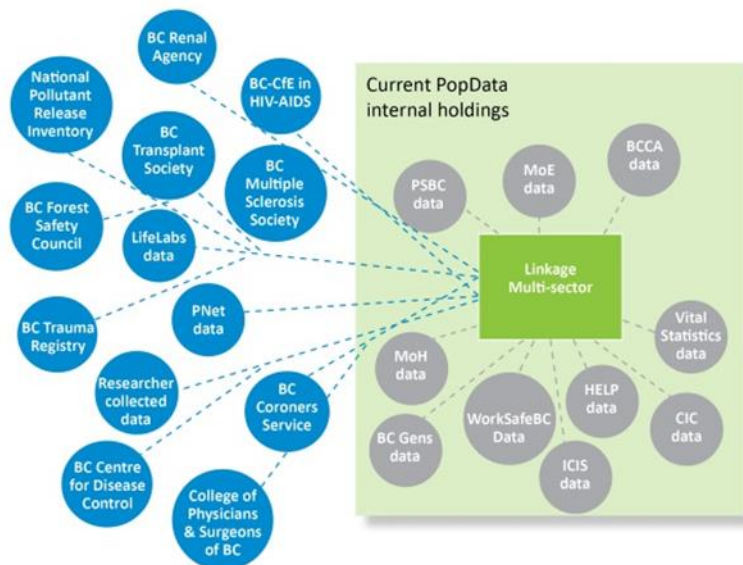 BC Renal
Agency
National
Pollutant
Release
Inventory
BC-CfE in
HIV-AIDS
BC
Transplant
Society
BC
Multiple
Sclerosis
Society
BC Forest
Safety
Council
LifeLabs
data
BC Trauma
Registry
PNet
data
Researcher
collected
data
BC
Coroners
Service
BC Centre
for Disease
Control
College of
Physicians
& Surgeons
of BC
Current PopData
internal holdings
PSBC
data
MoE
data
BCCA
data
Linkage
Multi-sector
Vital
Statistics
data
MoH
data
HELP
data
CIC
data
BC Gens
data
WorkSafeBC
Data
ICIS
data